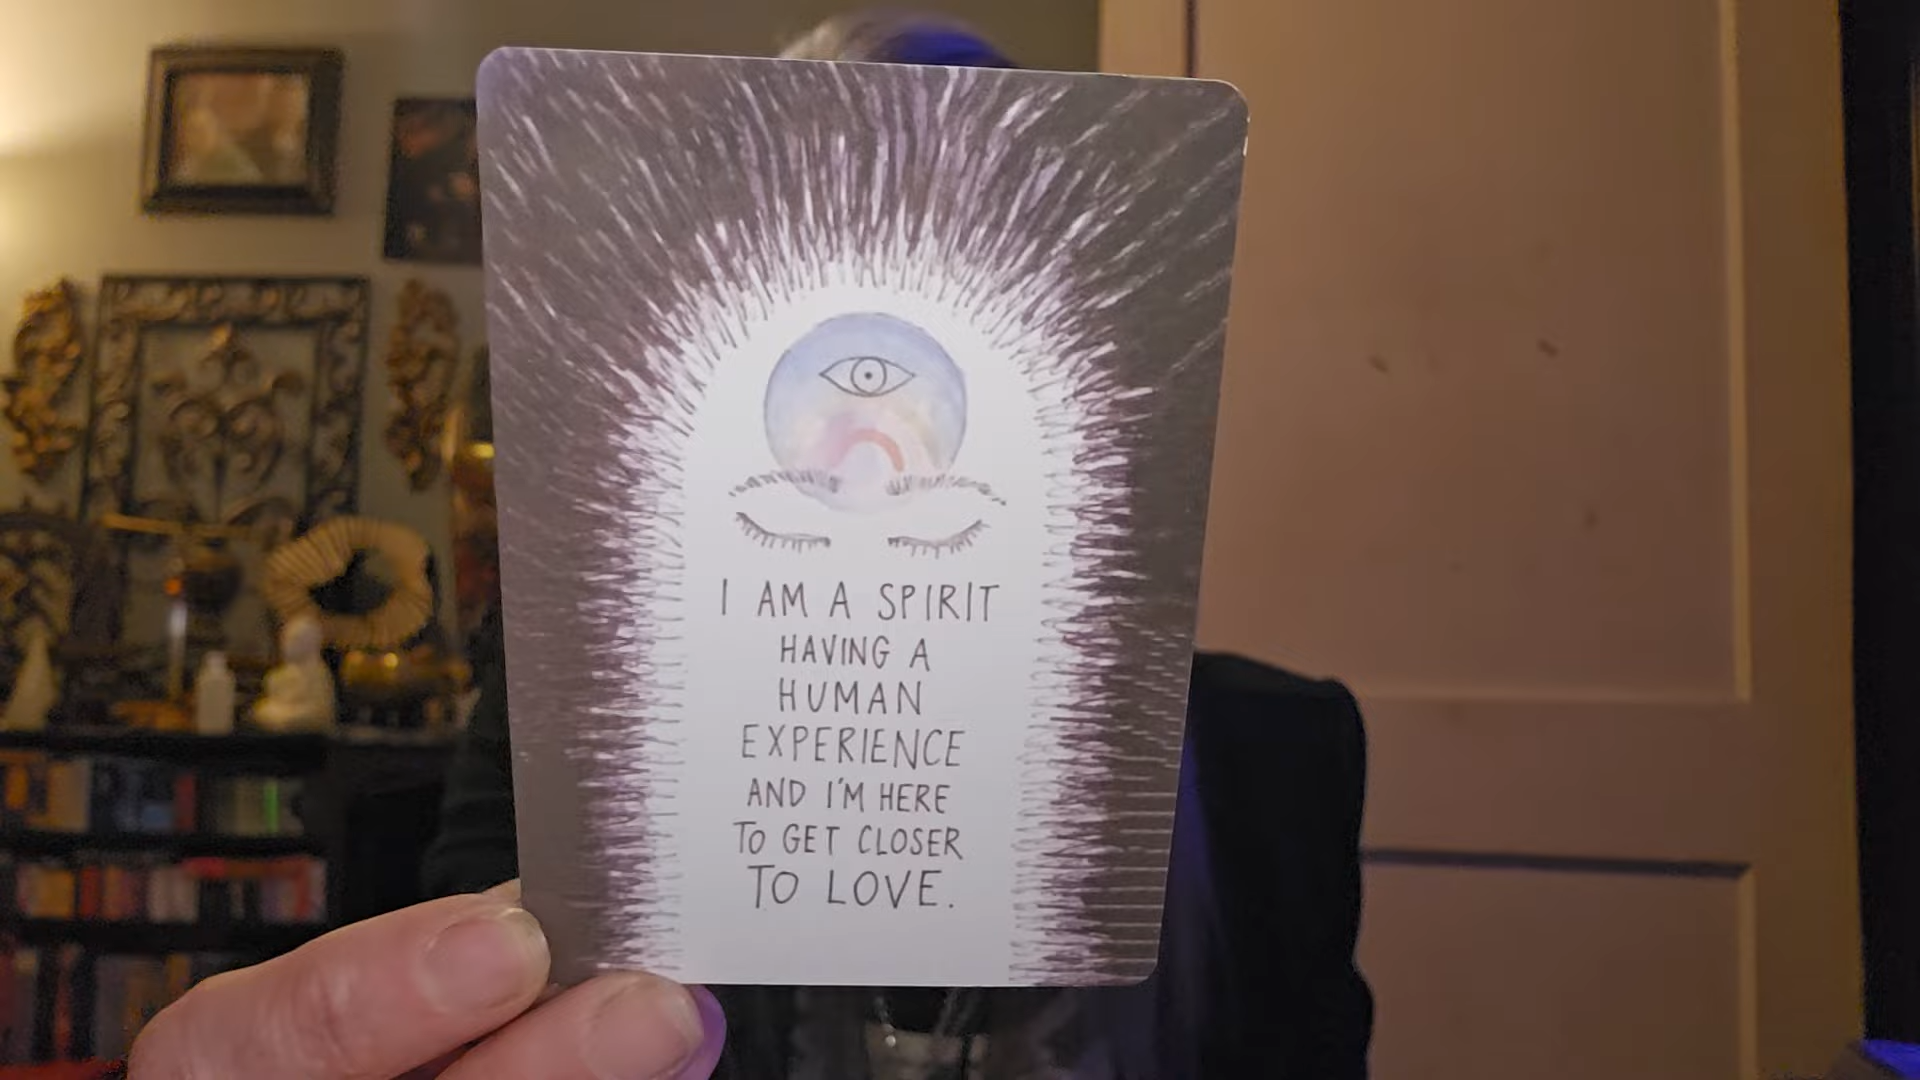 I AM A SPIRIT
HAVING A
HUMAN
EXPERIENCE
AND I'M HERE
TO GET CLOSER
TO LOVE.